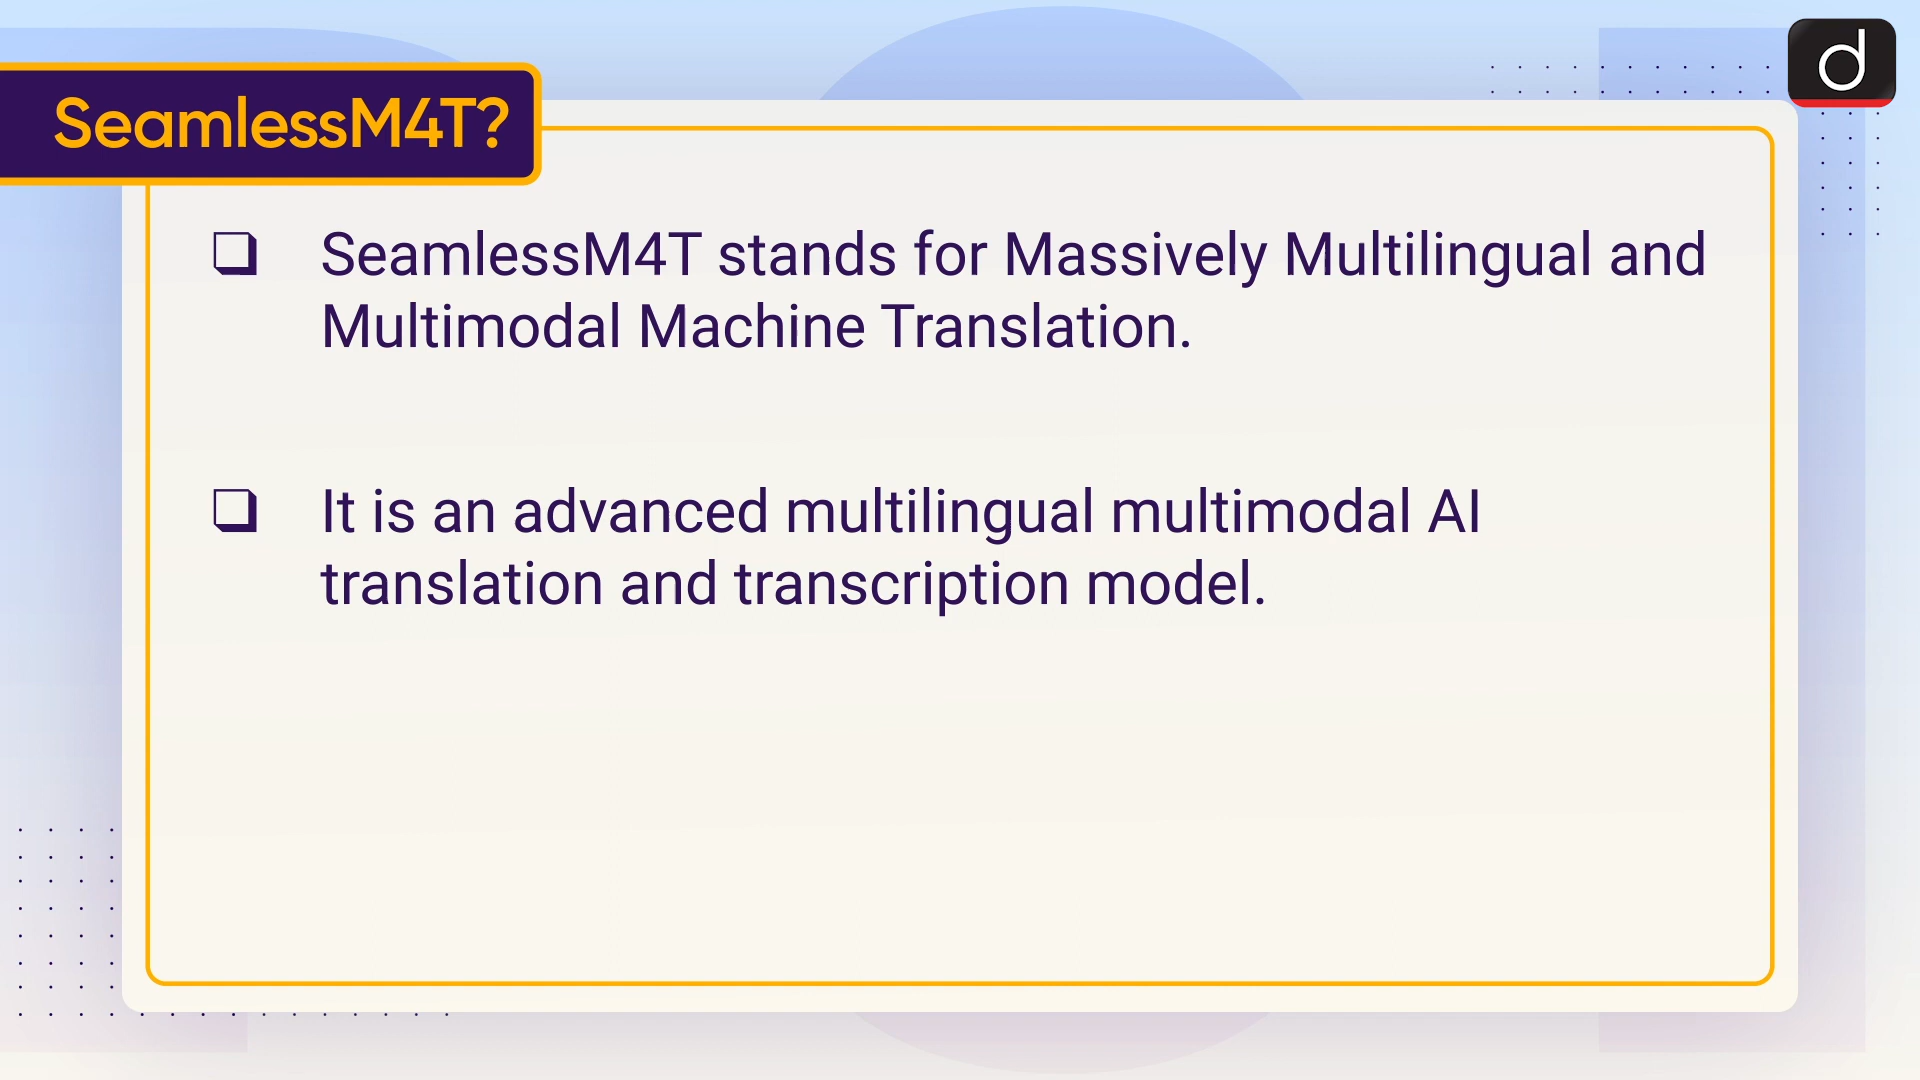 SeamlessM4T?
d
❑ SeamlessM4T stands for Massively Multilingual and
Multimodal Machine Translation.
❑ It is an advanced multilingual multimodal AI
translation and transcription model.